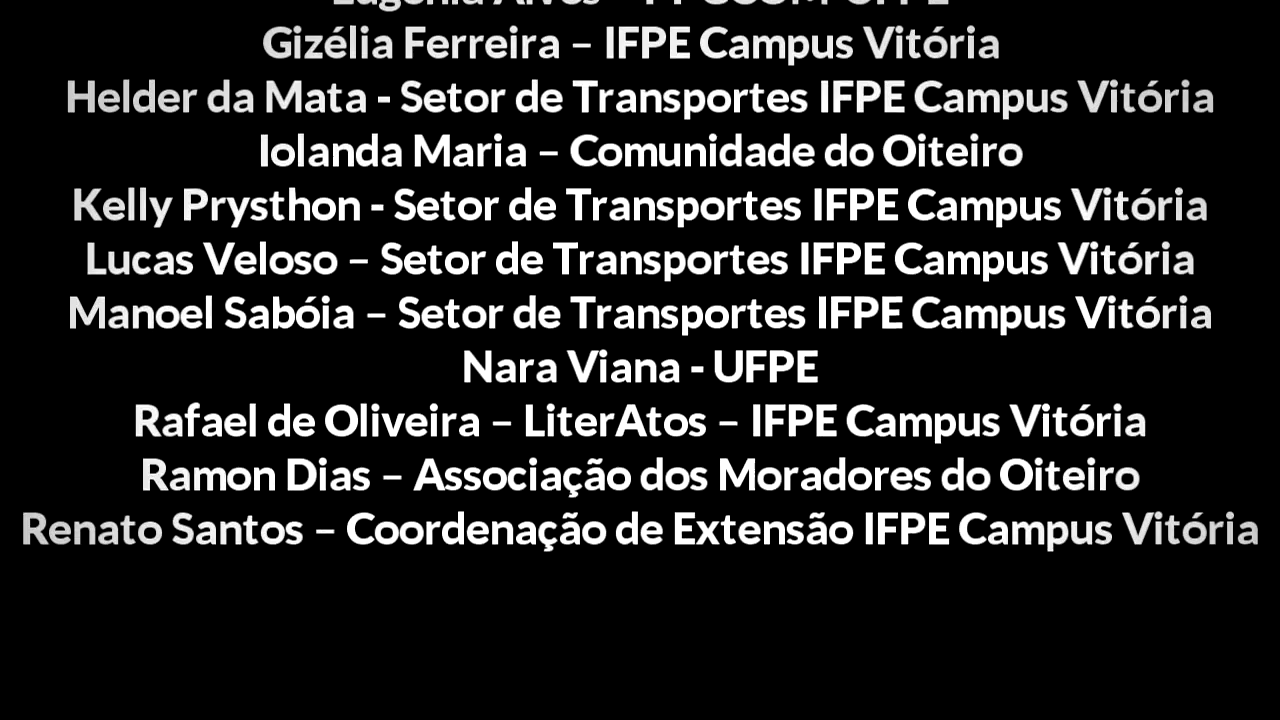 Gizélia Ferreira – IFPE Campus Vitória
Helder da Mata - Setor de Transportes IFPE Campus Vitória
Iolanda Maria – Comunidade do Oiteiro
Kelly Prysthon - Setor de Transportes IFPE Campus Vitória
Lucas Veloso – Setor de Transportes IFPE Campus Vitória
Manoel Sabóia – Setor de Transportes IFPE Campus Vitória
Nara Viana - UFPE
Rafael de Oliveira – LiterAtos – IFPE Campus Vitória
Ramon Dias – Associação dos Moradores do Oiteiro
Renato Santos – Coordenação de Extensão IFPE Campus Vitória